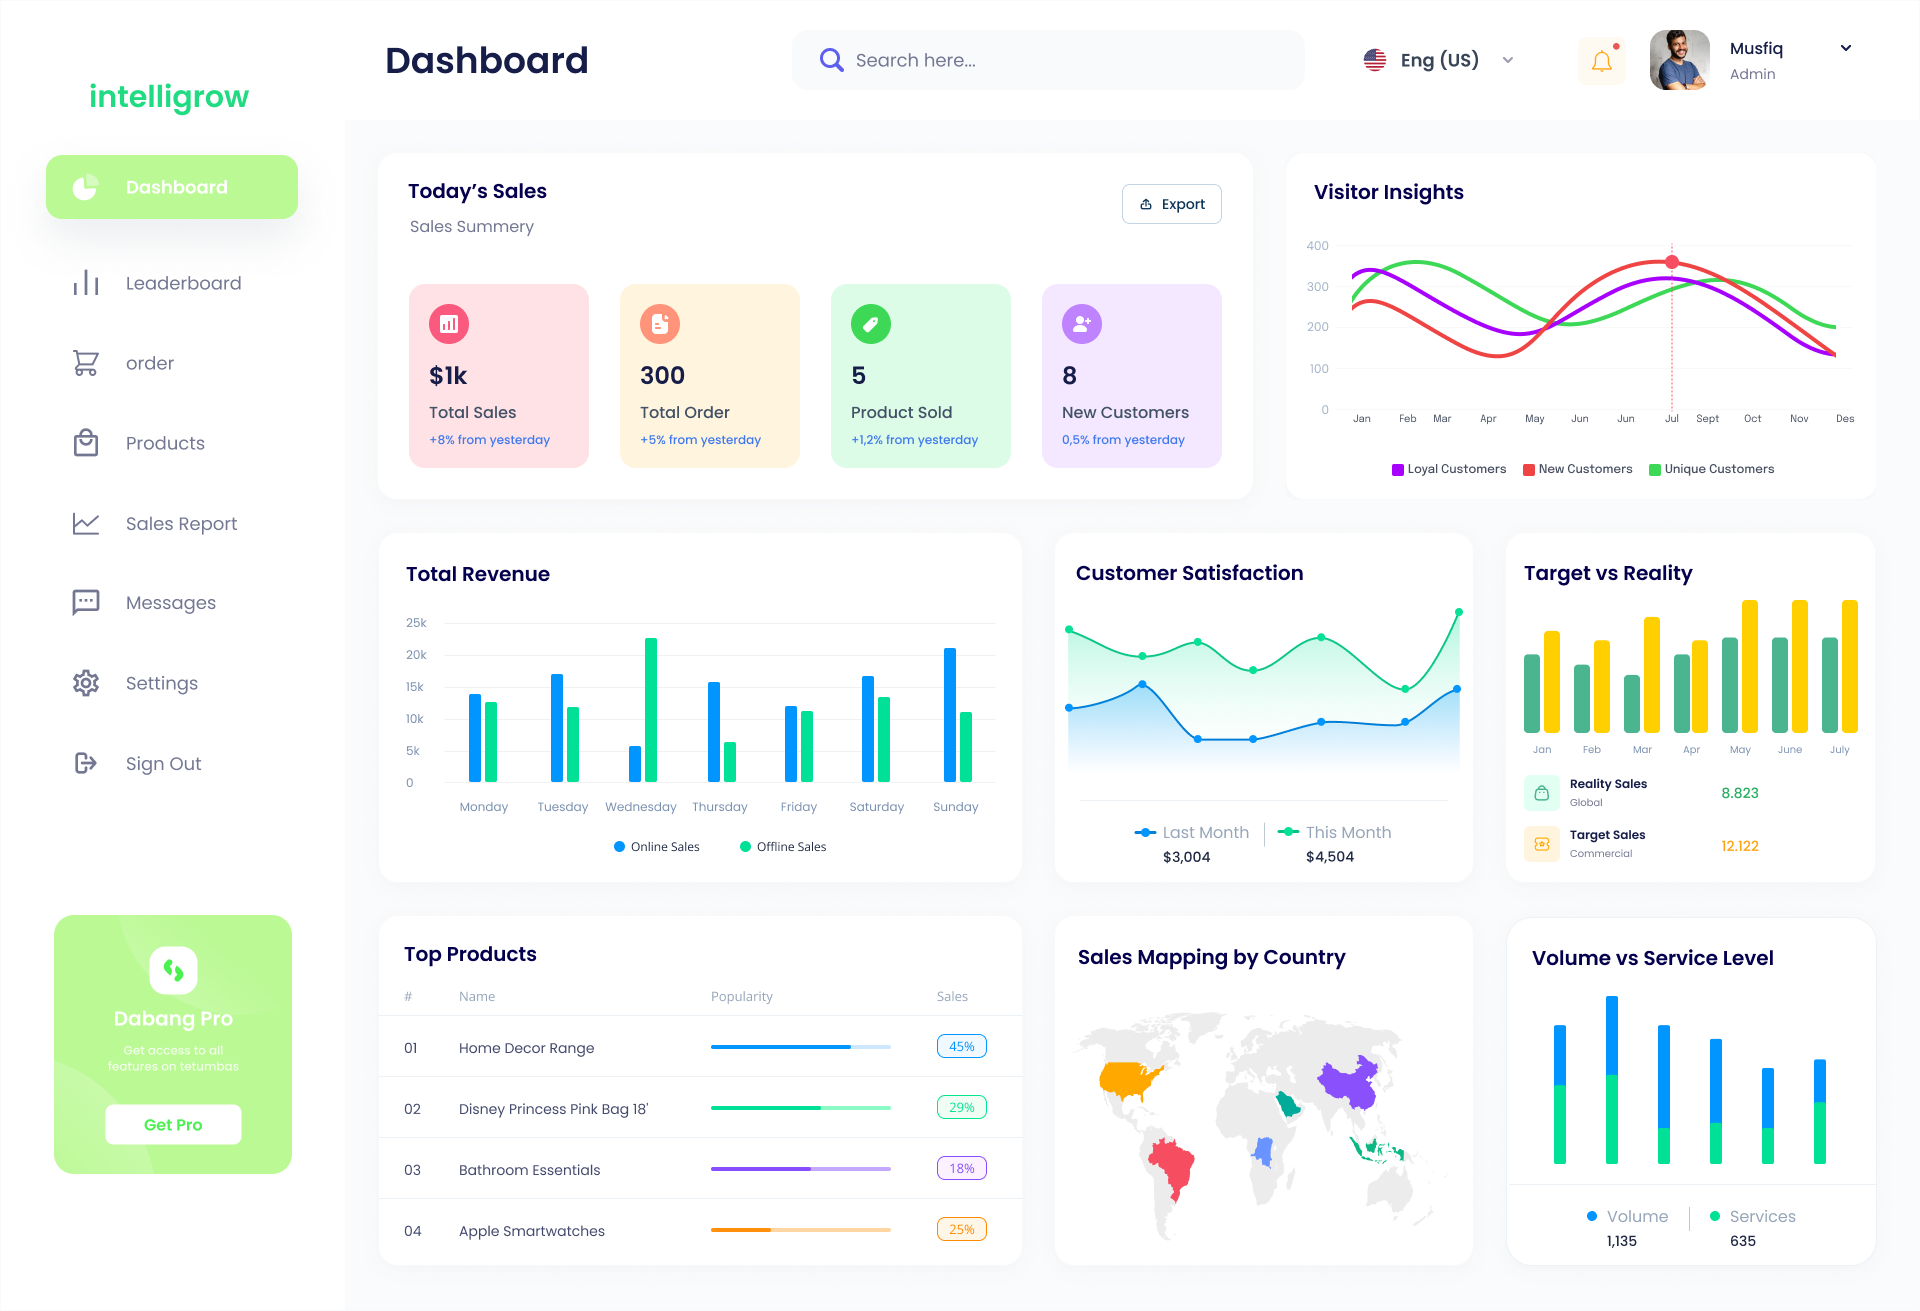 intelligrow
Dashboard
Leaderboard
order
Products
Sales Report
Messages
Settings
Sign Out
Dabang Pro
Get access to all
features on tetumbas
Get Pro
Dashboard
Search here...
Eng (US)
Musfiq
Admin
Today's Sales
Sales Summery
Export
$1k
Total Sales
+8% from yesterday
300
Total Order
+5% from yesterday
5
Product Sold
+1,2% from yesterday
8
New Customers
0,5% from yesterday
Visitor Insights
400
300
200
100
0
Jan Feb Mar Apr May Jun Jun Jul Sept Oct Nov Des
Loyal Customers New Customers Unique Customers
Total Revenue
25k
20k
15k
10k
5k
0
Monday Tuesday Wednesday Thursday Friday Saturday Sunday
Online Sales Offline Sales
Customer Satisfaction
Last Month This Month
$3,004 $4,504
Target vs Reality
Jan Feb Mar Apr May June July
Reality Sales
Global
8.823
Target Sales
Commercial
12.122
Top Products
# Name Popularity Sales
01 Home Decor Range 45%
02 Disney Princess Pink Bag 18' 29%
03 Bathroom Essentials 18%
04 Apple Smartwatches 25%
Sales Mapping by Country
Volume vs Service Level
Volume Services
1,135 635